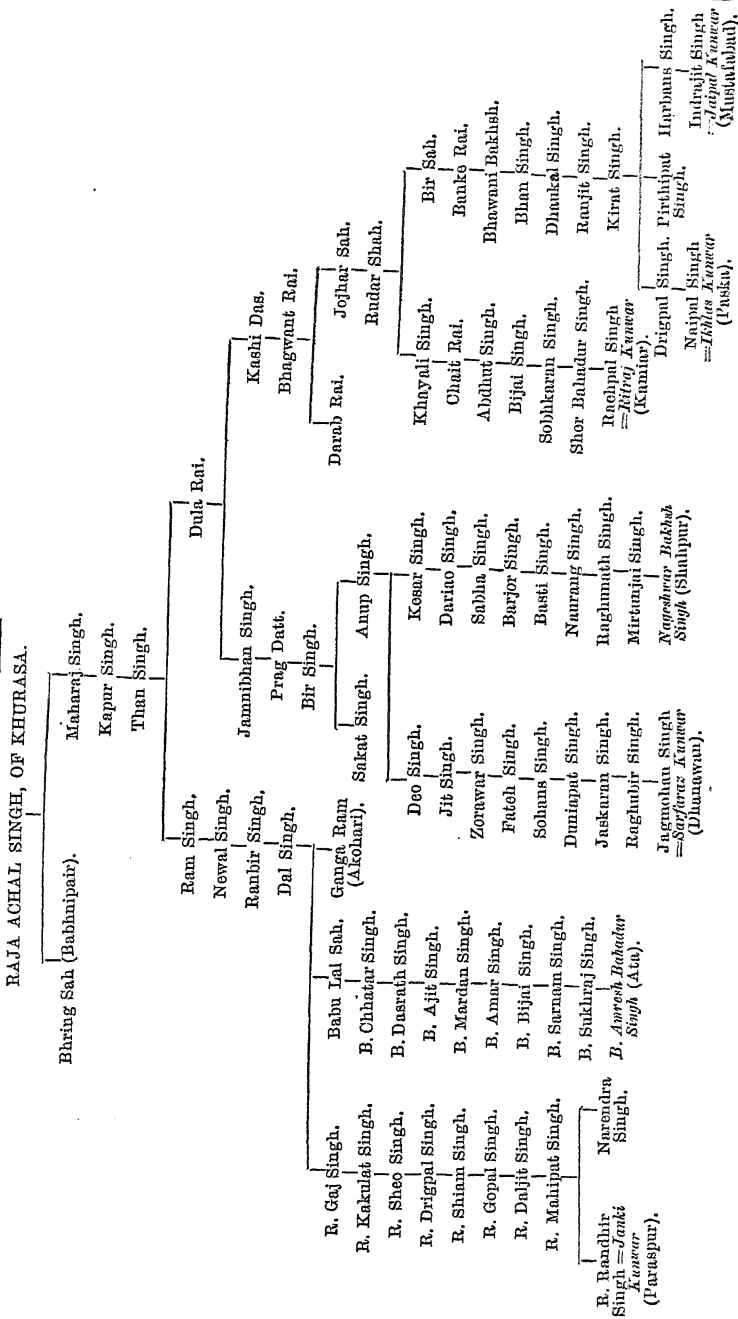 RAJA ACHAL SINGH, OF KHURASA.
Bhring Sah (Babhnipair).
Maharaj Singh.
Kapur Singh.
Than Singh.
Ram Singh.
Newal Singh.
Ranbir Singh.
Dal Singh.
Dula Rai.
R. Gaj Singh.
R. Kakulat Singh.
R. Sheo Singh.
R. Drigpal Singh.
R. Shiam Singh.
R. Gopal Singh.
R. Daljit Singh.
R. Mahipat Singh.
R. Randhir
Singh = Janki
Kunwar
(Paraspur).
Narendra
Singh.
Babu Lal Sah.
B. Chhatar Singh.
B. Dasrath Singh.
B. Ajit Singh.
B. Mardan Singh.
B. Amar Singh.
B. Bijai Singh.
B. Sarnam Singh.
B. Sukhraj Singh.
B. Amresh Bahadur
Singh (Ata).
Ganga Ram
(Akohari).
Jamnibhan Singh.
Prag Datt.
Bir Singh.
Sakat Singh.
Anup Singh.
Deo Singh.
Jit Singh.
Zorawar Singh.
Fateh Singh.
Sohans Singh.
Duniapat Singh.
Jaskaran Singh.
Raghubir Singh.
Jagmohan Singh
=Sarfaraz Kunwar
(Dhanawan).
Kesar Singh.
Dariao Singh.
Sabha Singh.
Barjor Singh.
Basti Singh.
Naurang Singh.
Raghunath Singh.
Mirtunjai Singh.
Nageshwar Bakhsh
Singh (Shahpur).
Kashi Das.
Bhagwant Rai.
Darab Rai.
Jojhar Sah.
Rudar Shah.
Khayali Singh.
Chait Rai.
Abdhut Singh.
Bijai Singh.
Sobhkaran Singh.
Sher Bahadur Singh.
Rachpal Singh
=Ritraj Kunwar
(Kamiar).
Bir Sah.
Banke Rai.
Bhawani Bakhsh.
Bhan Singh.
Dhaukal Singh.
Ranjit Singh.
Kirat Singh.
Drigpal Singh.
Naipal Singh
=Ikhlas Kunwar
(Paska).
Pirthipat
Singh.
Harbans Singh.
Indrajit Singh
=Jaipal Kunwar
(Mustafabad).